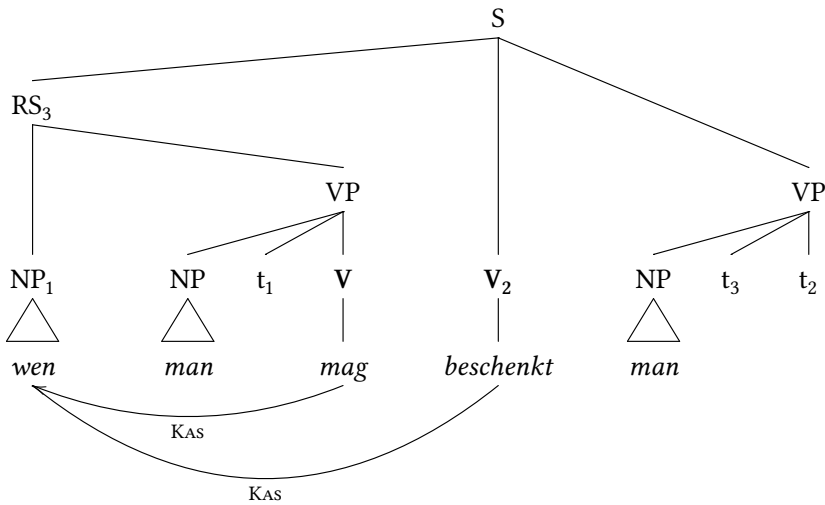 S
RS₃
VP
VP
NP₁ NP t₁ V V₂ NP t₃ t₂
wen man mag beschenkt man
Kas
Kas